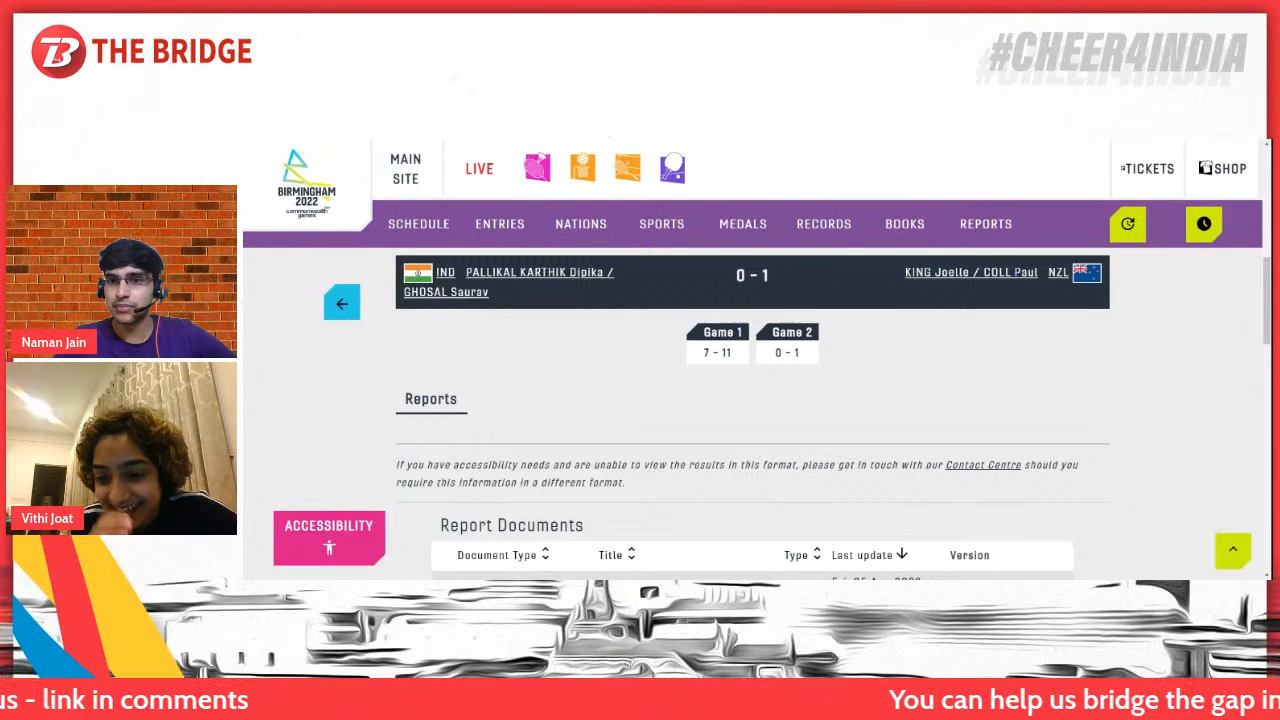 TB THE BRIDGE
#CHEER4INDIA
BIRMINGHAM
2022
commonwealth
games
MAIN
SITE
LIVE
TICKETS
SHOP
SCHEDULE ENTRIES NATIONS SPORTS MEDALS RECORDS BOOKS REPORTS
IND PALLIKAL KARTHIK Dipika /
GHOSAL Saurav
0 - 1
KING Joelle / COLL Paul NZL
Game 1 Game 2
7 - 11 0 - 1
Naman Jain
Reports
If you have accessibility needs and are unable to view the results in this format, please get in touch with our Contact Centre should you
require this information in a different format.
Vithi Joat
ACCESSIBILITY
Report Documents
Document Type Title Type Last update Version
us - link in comments
You can help us bridge the gap in